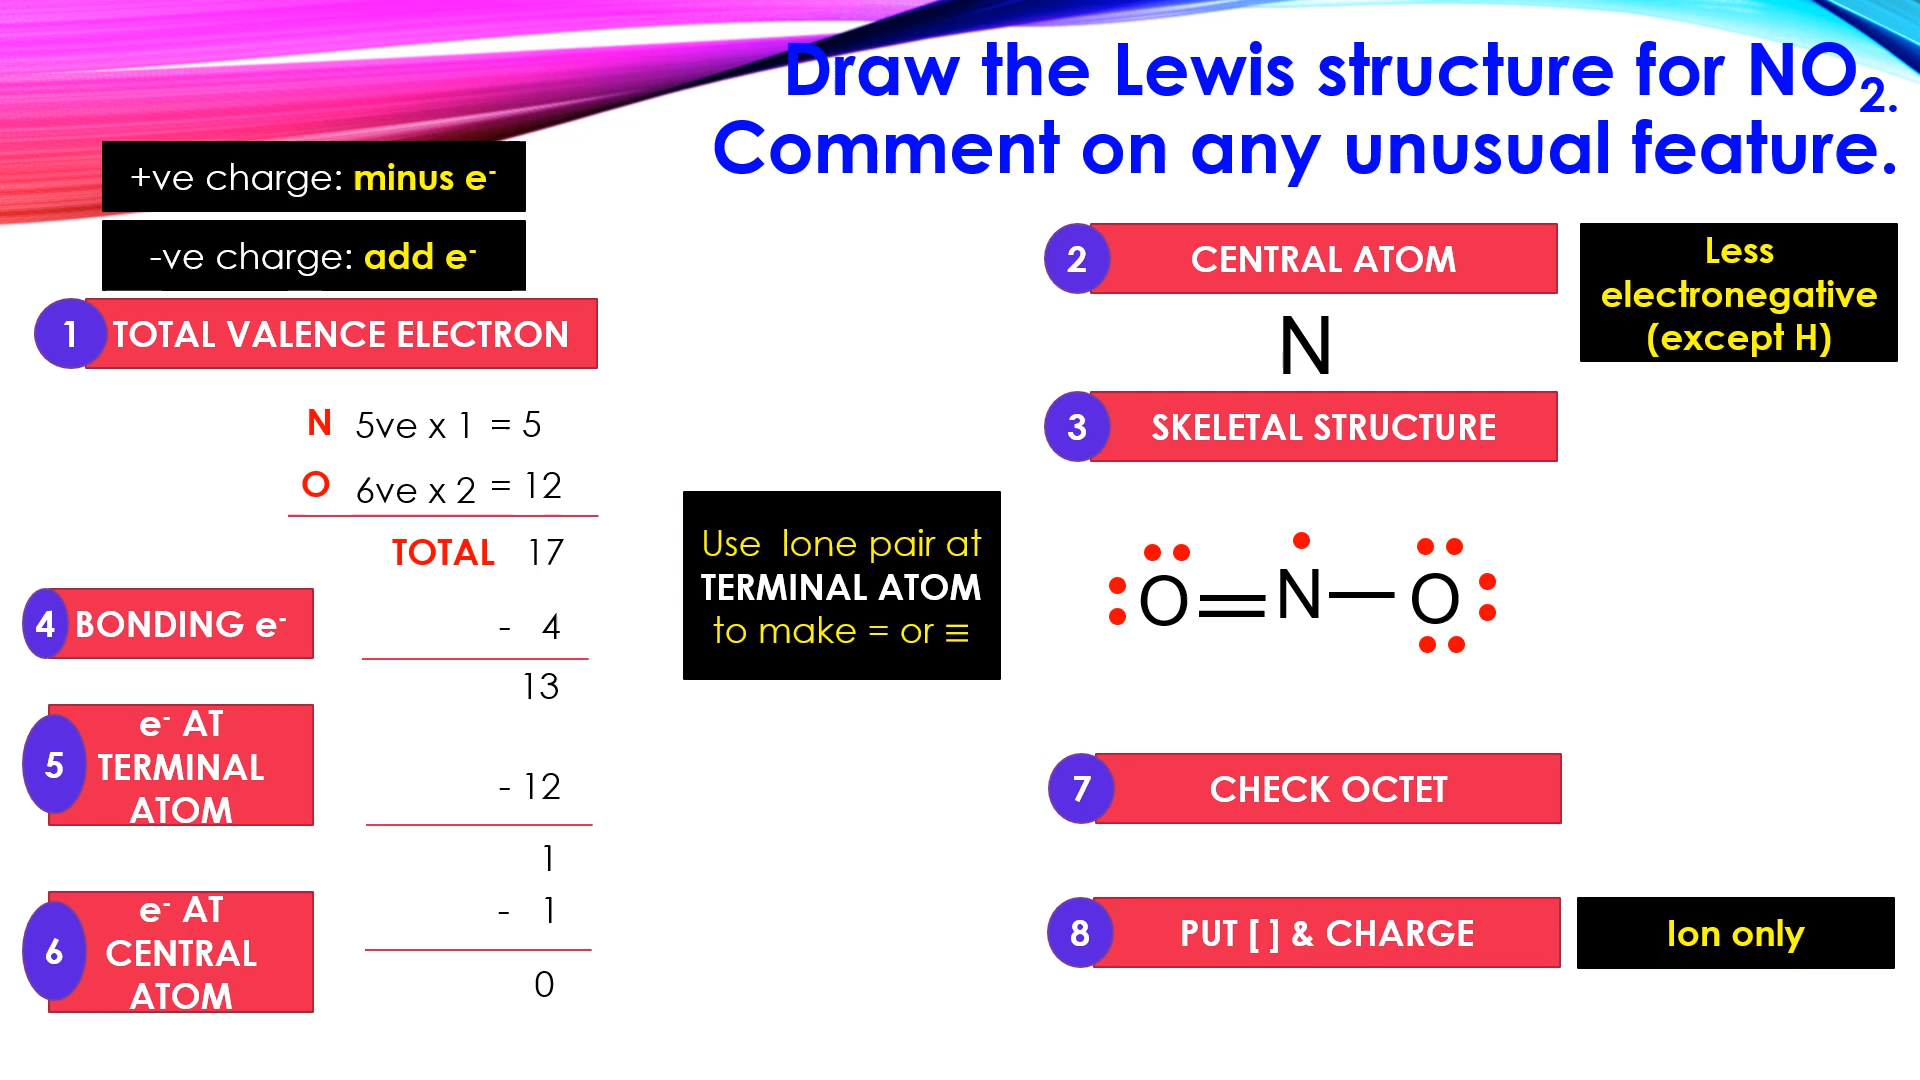 Draw the Lewis structure for NO2.
Comment on any unusual feature.
+ve charge: minus e-
-ve charge: add e-
1 TOTAL VALENCE ELECTRON
N 5ve x 1 = 5
O 6ve x 2 = 12
TOTAL 17
4 BONDING e-
- 4
13
5 e- AT
TERMINAL
ATOM
- 12
1
6 e- AT
CENTRAL
ATOM
- 1
0
Use lone pair at
TERMINAL ATOM
to make = or ≡
2 CENTRAL ATOM
Less
electronegative
(except H)
N
3 SKELETAL STRUCTURE
O N O
7 CHECK OCTET
8 PUT [ ] & CHARGE
Ion only